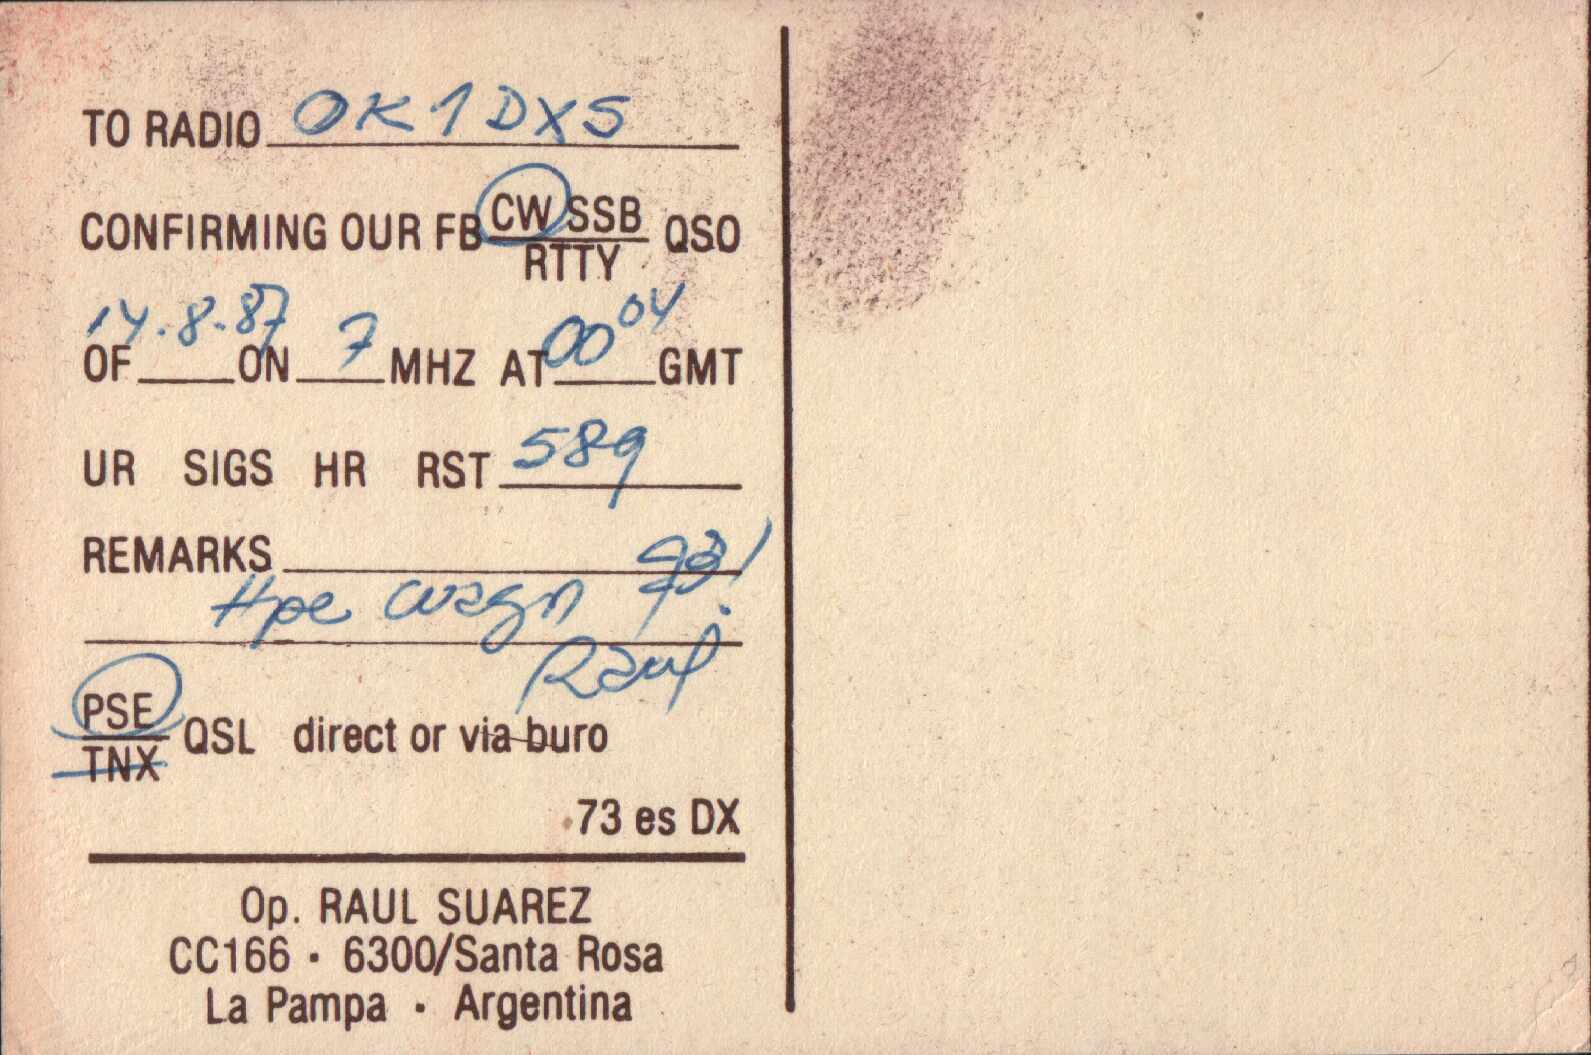 TO RADIO OK1DXS
CONFIRMING OUR FB CW SSB QSO
RTTY
OF 14.8.87 ON 7 MHZ AT 00 04 GMT
UR SIGS HR RST 589
REMARKS
Hpe cuagn 73!
Raul
PSE QSL direct or via buro
TNX
73 es DX
Op. RAUL SUAREZ
CC166 · 6300/Santa Rosa
La Pampa · Argentina